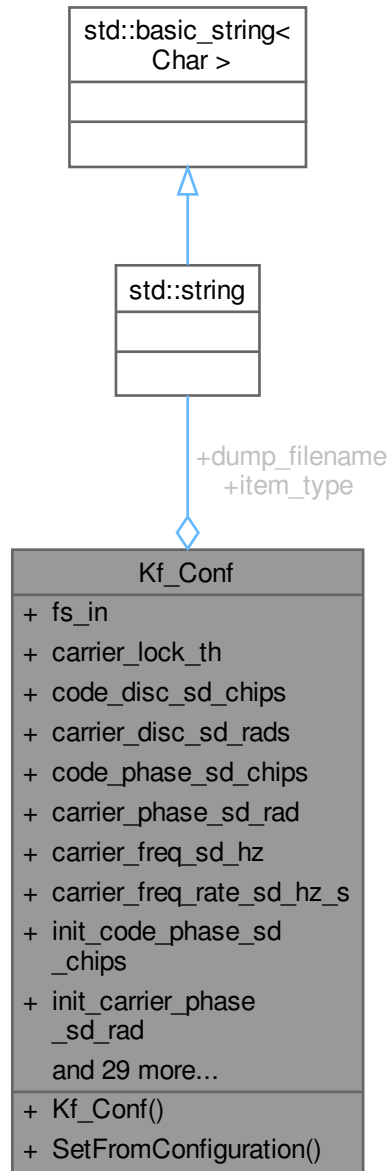 std::basic_string<
Char >
std::string
+dump_filename
+item_type
Kf_Conf
+ fs_in
+ carrier_lock_th
+ code_disc_sd_chips
+ carrier_disc_sd_rads
+ code_phase_sd_chips
+ carrier_phase_sd_rad
+ carrier_freq_sd_hz
+ carrier_freq_rate_sd_hz_s
+ init_code_phase_sd
_chips
+ init_carrier_phase
_sd_rad
and 29 more...
+ Kf_Conf()
+ SetFromConfiguration()